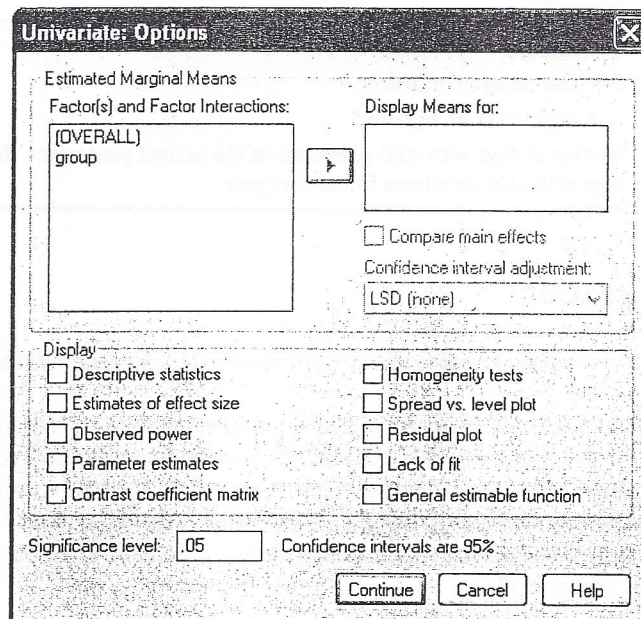 Univariate: Options
Estimated Marginal Means
Factor(s) and Factor Interactions:
(OVERALL)
group
Display Means for:
Compare main effects
Confidence interval adjustment:
LSD (none)
Display
Descriptive statistics
Estimates of effect size
Observed power
Parameter estimates
Contrast coefficient matrix
Homogeneity tests
Spread vs. level plot
Residual plot
Lack of fit
General estimable function
Significance level: .05 Confidence intervals are 95%
Continue Cancel Help